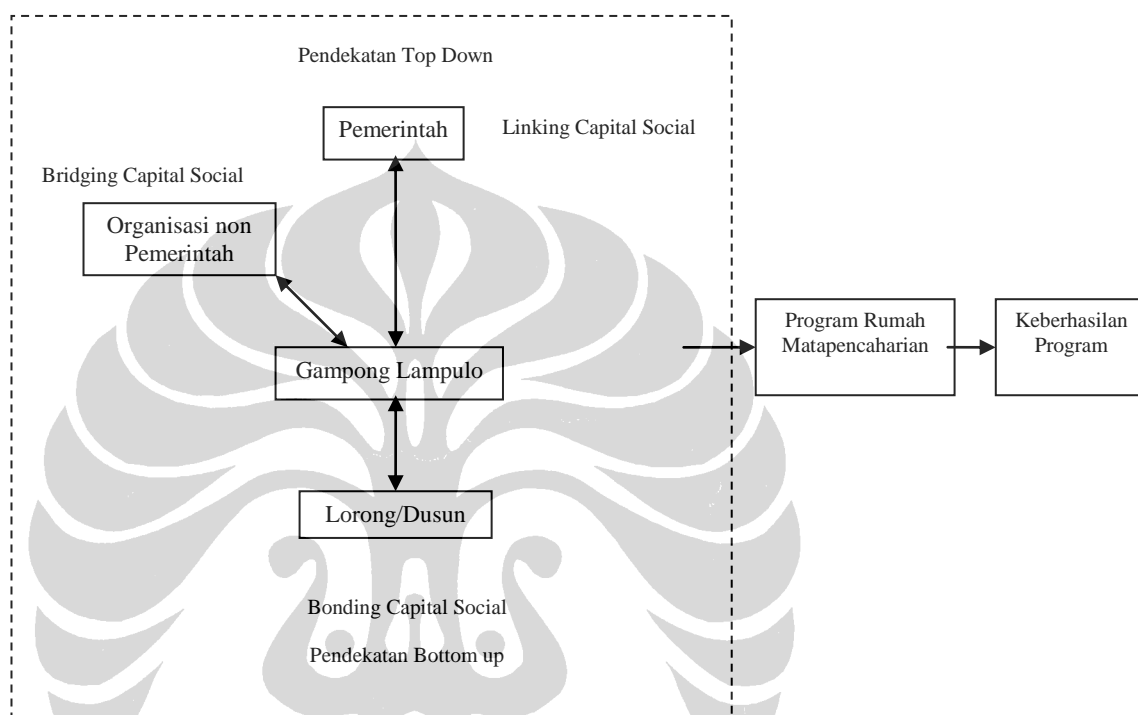 Pendekatan Top Down
Pemerintah
Linking Capital Social
Bridging Capital Social
Organisasi non
Pemerintah
Gampong Lampulo
Program Rumah
Matapencaharian
Keberhasilan
Program
Lorong/Dusun
Bonding Capital Social
Pendekatan Bottom up